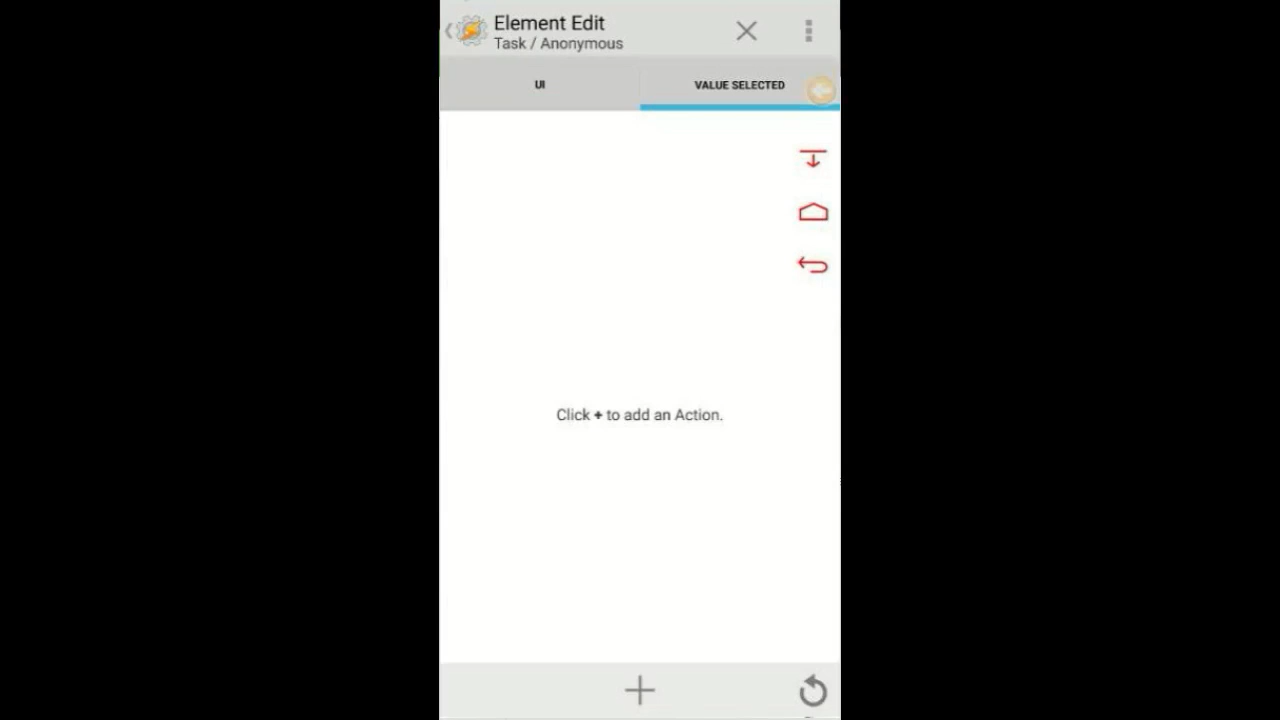 Element Edit
Task / Anonymous
UI
VALUE SELECTED
Click + to add an Action.